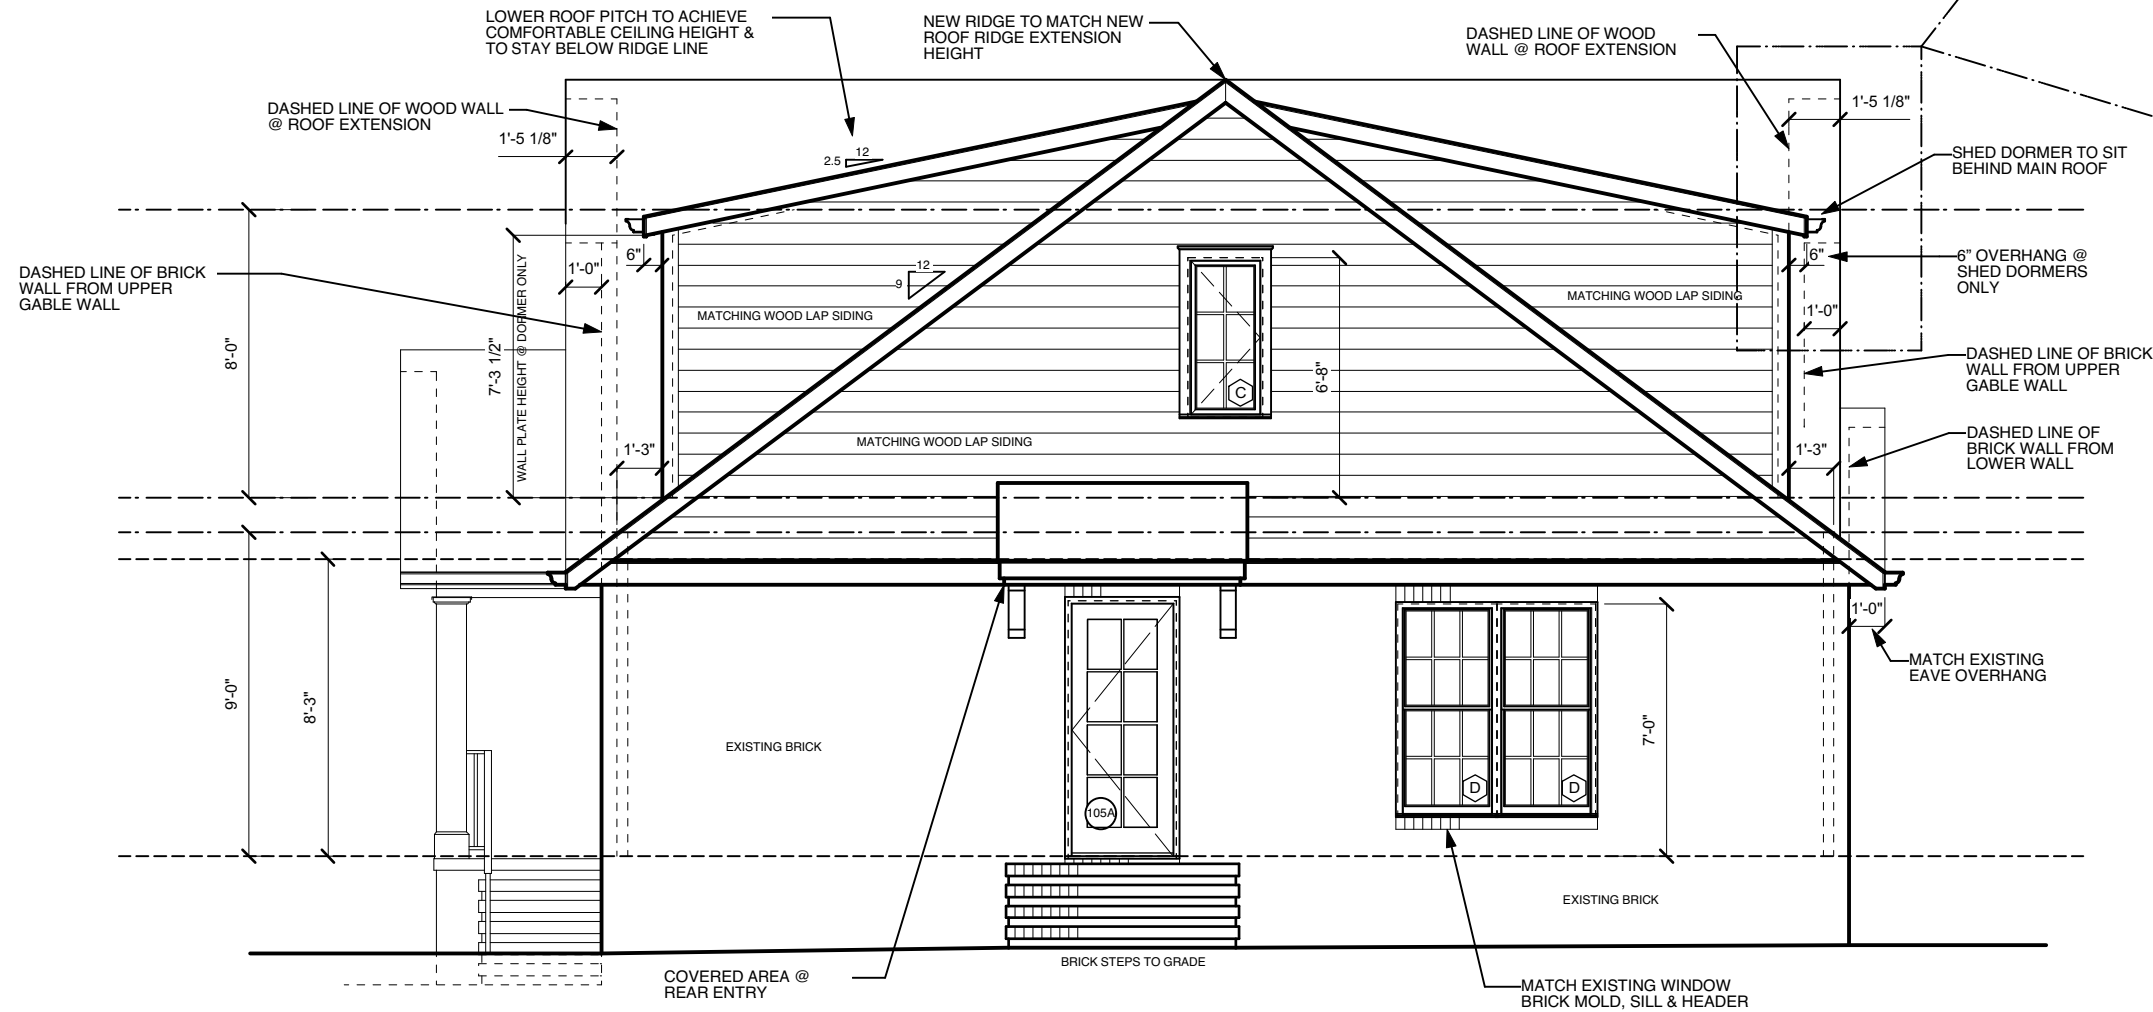 LOWER ROOF PITCH TO ACHIEVE
COMFORTABLE CEILING HEIGHT &
TO STAY BELOW RIDGE LINE
NEW RIDGE TO MATCH NEW
ROOF RIDGE EXTENSION
HEIGHT
DASHED LINE OF WOOD
WALL @ ROOF EXTENSION
DASHED LINE OF WOOD WALL
@ ROOF EXTENSION
1'-5 1/8"
1'-5 1/8"
12
2.5
SHED DORMER TO SIT
BEHIND MAIN ROOF
6"
1'-0"
12
9
6"
6" OVERHANG @
SHED DORMERS
ONLY
DASHED LINE OF BRICK
WALL FROM UPPER
GABLE WALL
MATCHING WOOD LAP SIDING
MATCHING WOOD LAP SIDING
1'-0"
8'-0"
7'-3 1/2"
WALL PLATE HEIGHT @ DORMER ONLY
6'-8"
C
DASHED LINE OF BRICK
WALL FROM UPPER
GABLE WALL
1'-3"
MATCHING WOOD LAP SIDING
1'-3"
DASHED LINE OF
BRICK WALL FROM
LOWER WALL
1'-0"
MATCH EXISTING
EAVE OVERHANG
9'-0"
8'-3"
EXISTING BRICK
7'-0"
105A
D
D
EXISTING BRICK
BRICK STEPS TO GRADE
COVERED AREA @
REAR ENTRY
MATCH EXISTING WINDOW
BRICK MOLD, SILL & HEADER